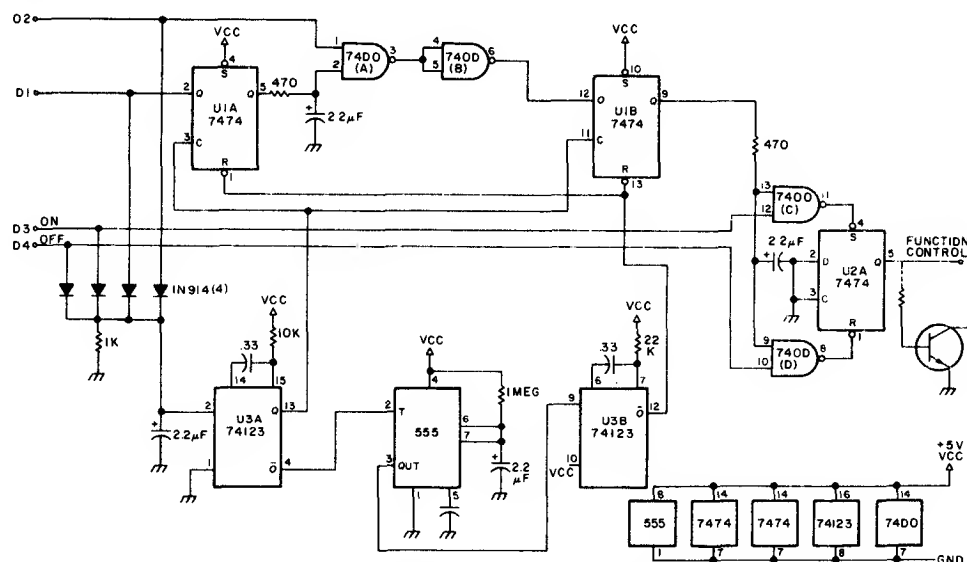 D2
VCC
VCC
4
S
1
2
74D0
(A)
3
4
5
74OD
(B)
6
10
S
D1
2
Q
Q
5
470
U1A
7474
2.2µF
3
C
R
1
12
Q
Q
9
U1B
7474
11
C
R
13
470
D3
ON
D4
OFF
13
12
7400
(C)
11
4
S
2.2µF
2
D
Q
5
U2A
7474
3
C
R
1
FUNCTION
CONTROL
9
10
740D
(D)
8
IN914(4)
1K
VCC
10K
.33
14
15
2
Q
13
U3A
74123
2.2µF
1
Q
4
VCC
4
1MEG
2
T
6
555
7
3
OUT
2.2
µF
1
5
VCC
22
K
.33
6
7
9
Q
12
U3B
74123
10
VCC
+5V
VCC
8
14
14
16
14
555
7474
7474
74123
74D0
1
7
7
8
7
GND